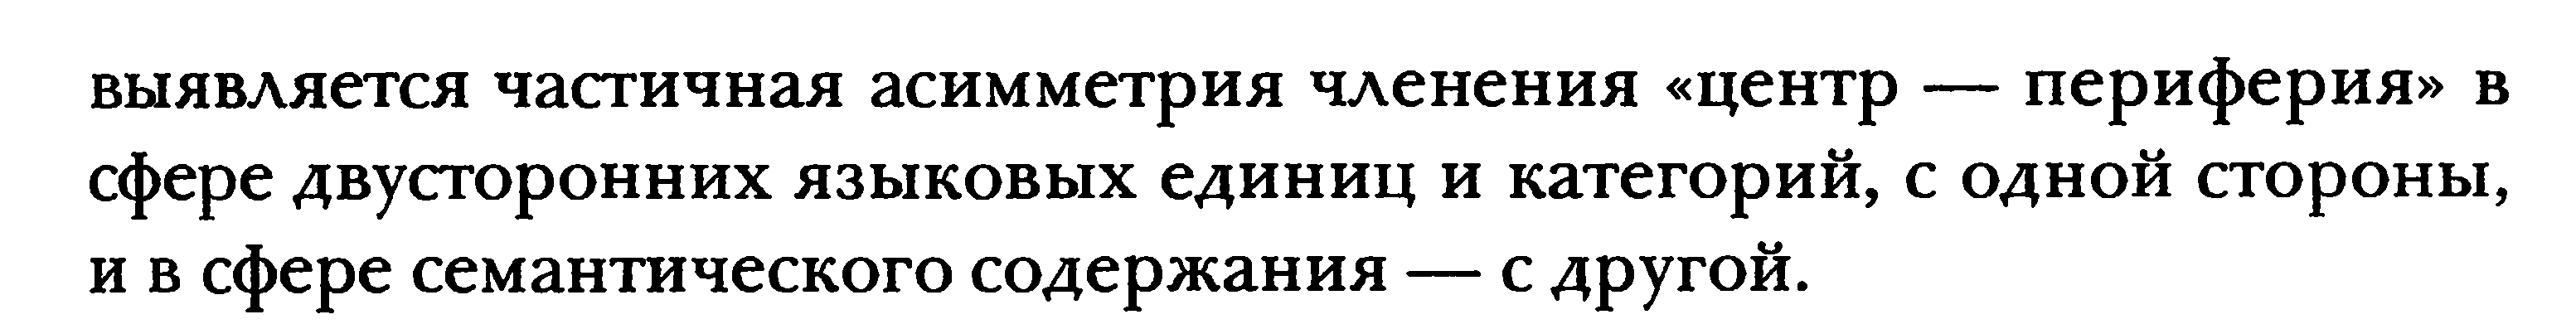 выявляется частичная асимметрия членения «центр — периферия» в
сфере двусторонних языковых единиц и категорий, с одной стороны,
и в сфере семантического содержания — с другой.